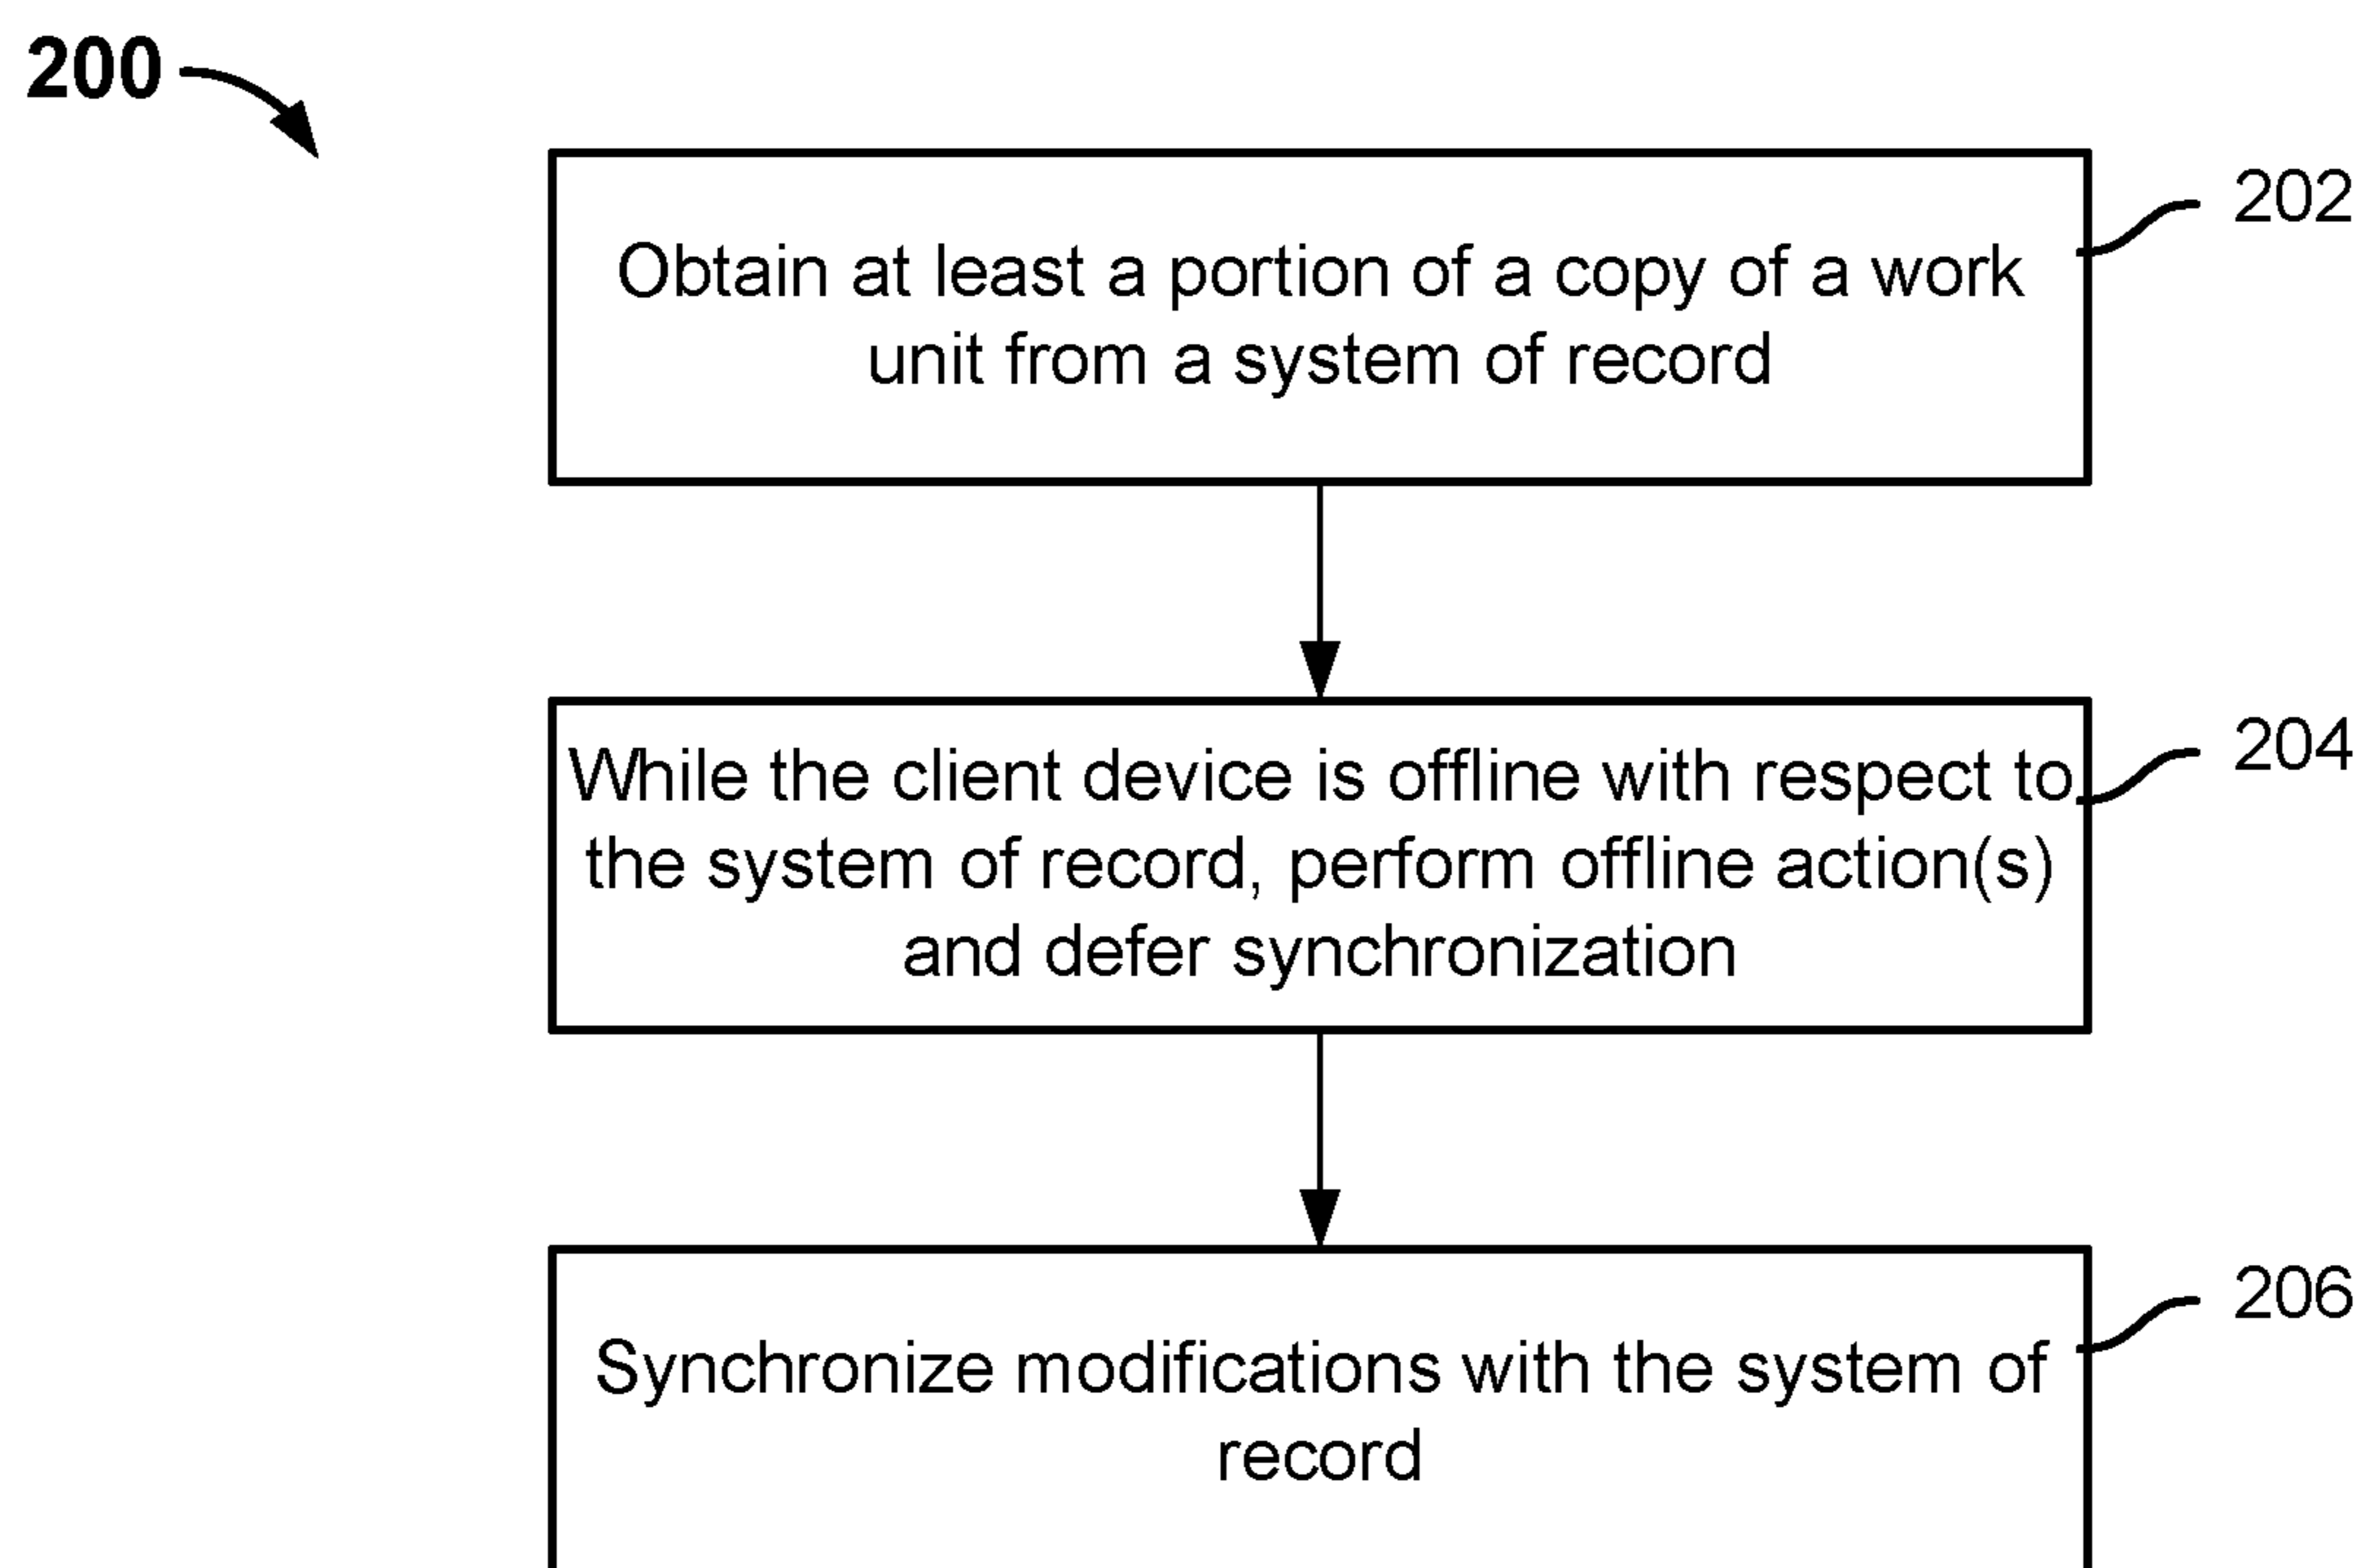 200
202
Obtain at least a portion of a copy of a work
unit from a system of record
204
While the client device is offline with respect to
the system of record, perform offline action(s)
and defer synchronization
206
Synchronize modifications with the system of
record